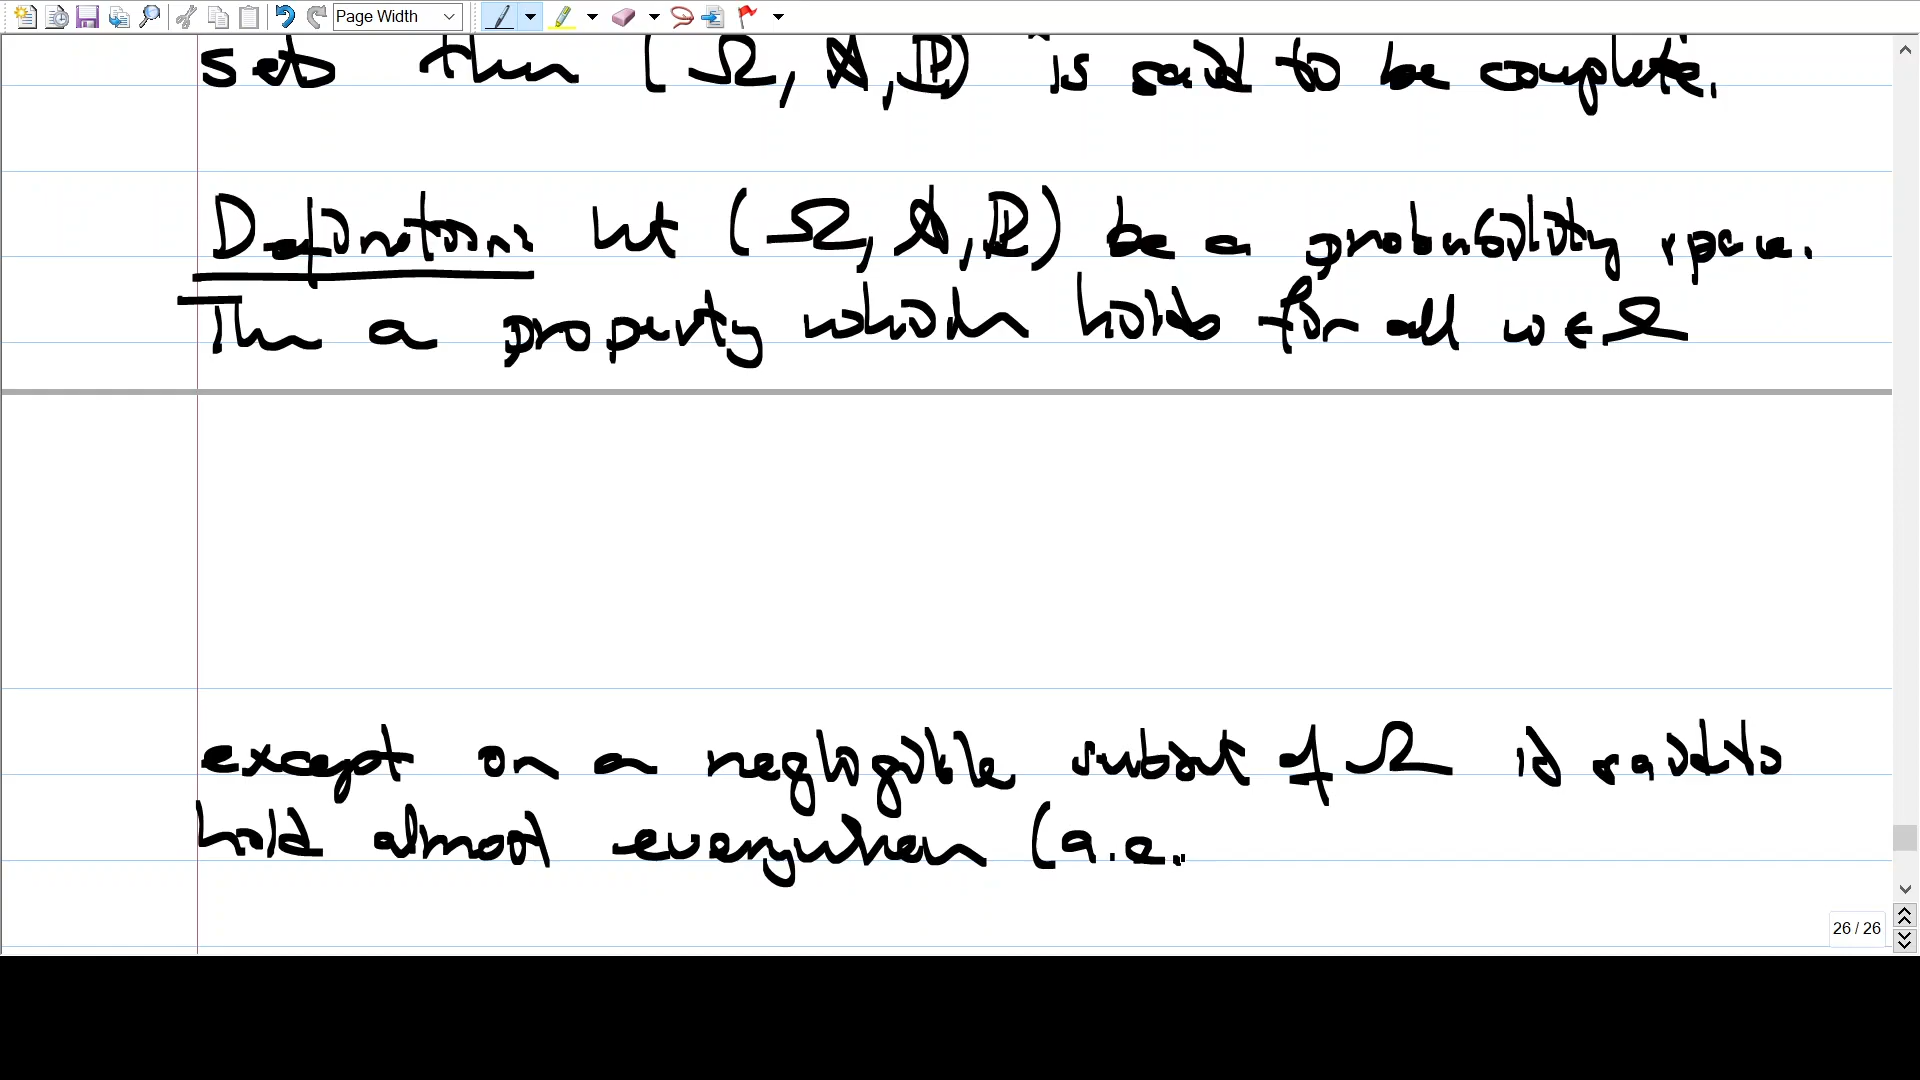 Page Width
sets then (Ω, A, P) is said to be complete.
Definition: let (Ω, A, P) be a probability space.
Then a property which holds for all ω ∈ Ω
except on a negligible subset of Ω is said to
hold almost everywhere (a.e.
26 / 26